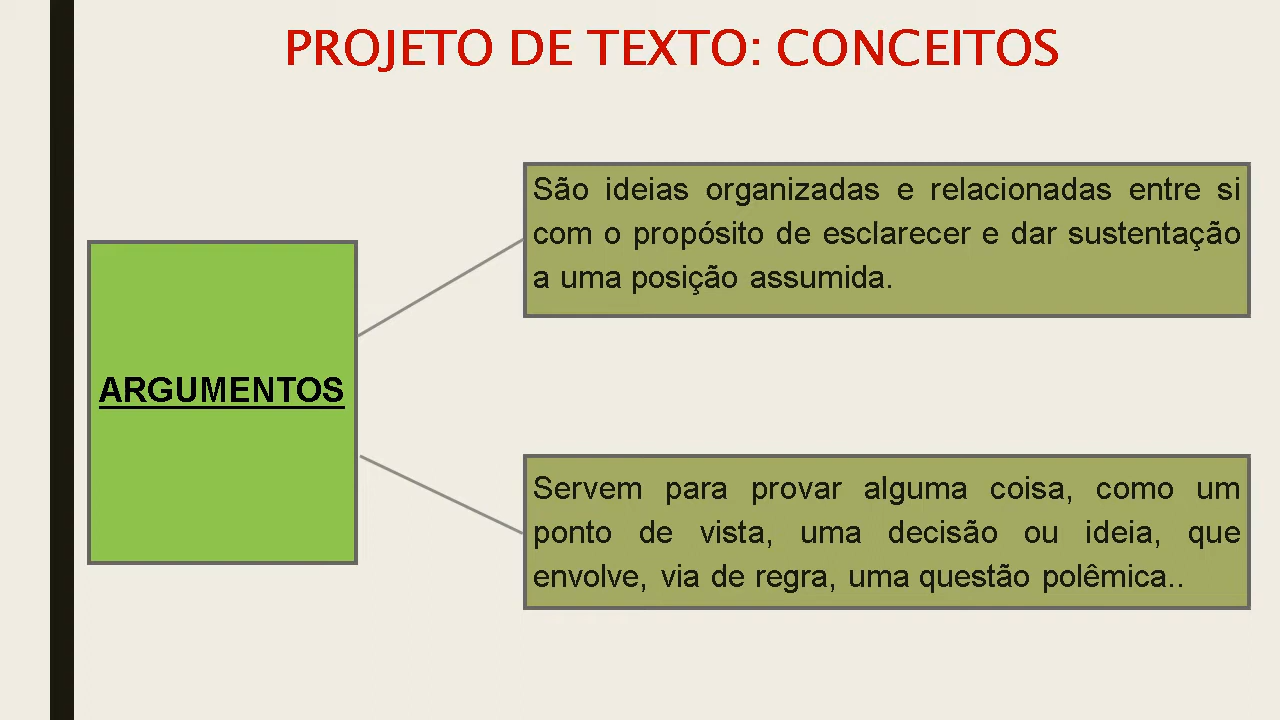 PROJETO DE TEXTO: CONCEITOS
São ideias organizadas e relacionadas entre si
com o propósito de esclarecer e dar sustentação
a uma posição assumida.
ARGUMENTOS
Servem para provar alguma coisa, como um
ponto de vista, uma decisão ou ideia, que
envolve, via de regra, uma questão polêmica..